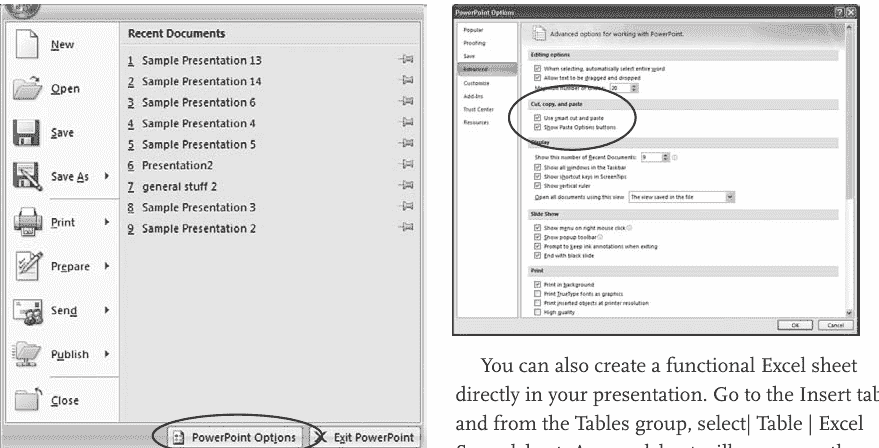 New
Open
Save
Save As
Print
Prepare
Send
Publish
Close
Recent Documents
1 Sample Presentation 13
2 Sample Presentation 14
3 Sample Presentation 6
4 Sample Presentation 4
5 Sample Presentation 5
6 Presentation2
7 general stuff 2
8 Sample Presentation 3
9 Sample Presentation 2
PowerPoint Options
Exit PowerPoint
PowerPoint Options
Popular
Proofing
Save
Advanced
Customize
Add-Ins
Trust Center
Resources
Advanced options for working with PowerPoint.
Editing options
When selecting, automatically select entire word
Allow text to be dragged and dropped
Maximum number of undos: 20
Cut, copy, and paste
Use smart cut and paste
Show Paste Options buttons
Display
Show this number of Recent Documents: 9
Show all windows in the Taskbar
Show shortcut keys in ScreenTips
Show vertical ruler
Open all documents using this view The view saved in the file
Slide Show
Show menu on right mouse click
Show popup toolbar
Prompt to keep ink annotations when exiting
End with black slide
Print
Print in background
Print TrueType fonts as graphics
Print inserted objects at printer resolution
High quality
OK
Cancel
You can also create a functional Excel sheet
directly in your presentation. Go to the Insert tab
and from the Tables group, select| Table | Excel